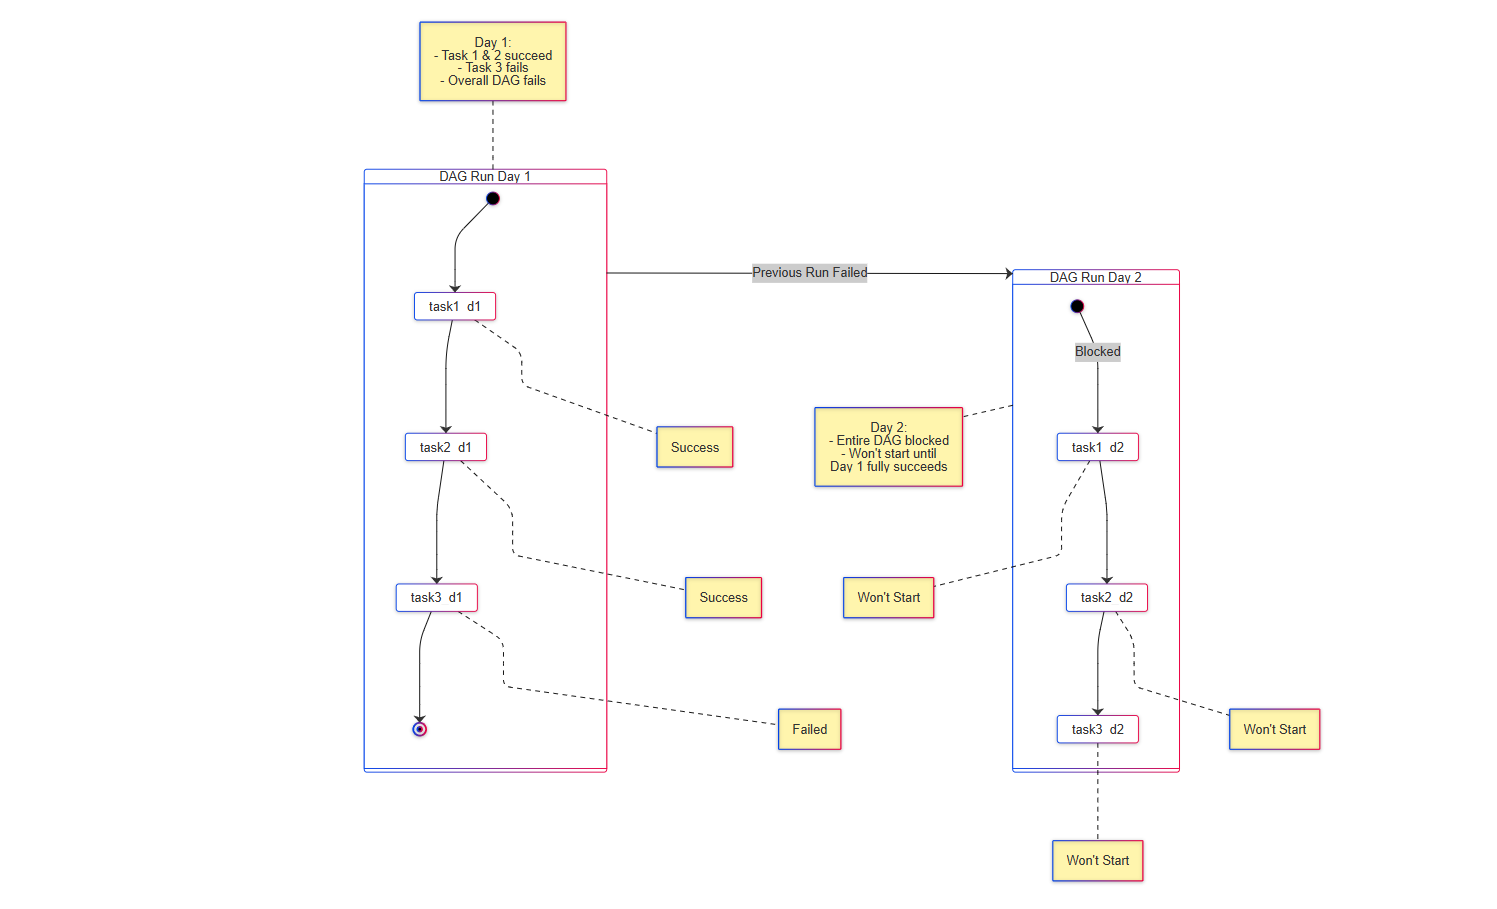 Day 1:
- Task 1 & 2 succeed
- Task 3 fails
- Overall DAG fails
DAG Run Day 1
task1 d1
Success
task2 d1
Success
task3 d1
Failed
Previous Run Failed
DAG Run Day 2
Blocked
Day 2:
- Entire DAG blocked
- Won't start until
Day 1 fully succeeds
task1 d2
Won't Start
task2 d2
Won't Start
task3 d2
Won't Start